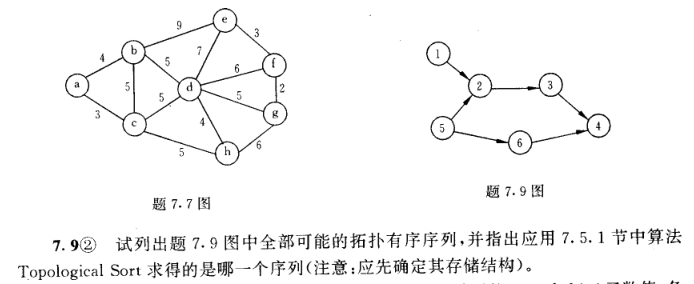 9
e
3
b
7
4
5
6
f
a
5
d
2
5
5
3
c
4
g
5
h
6
题 7.7 图
1
2
3
5
4
6
题 7.9 图
7.9② 试列出题 7.9 图中全部可能的拓扑有序序列,并指出应用 7.5.1 节中算法
Topological Sort 求得的是哪一个序列(注意:应先确定其存储结构)。